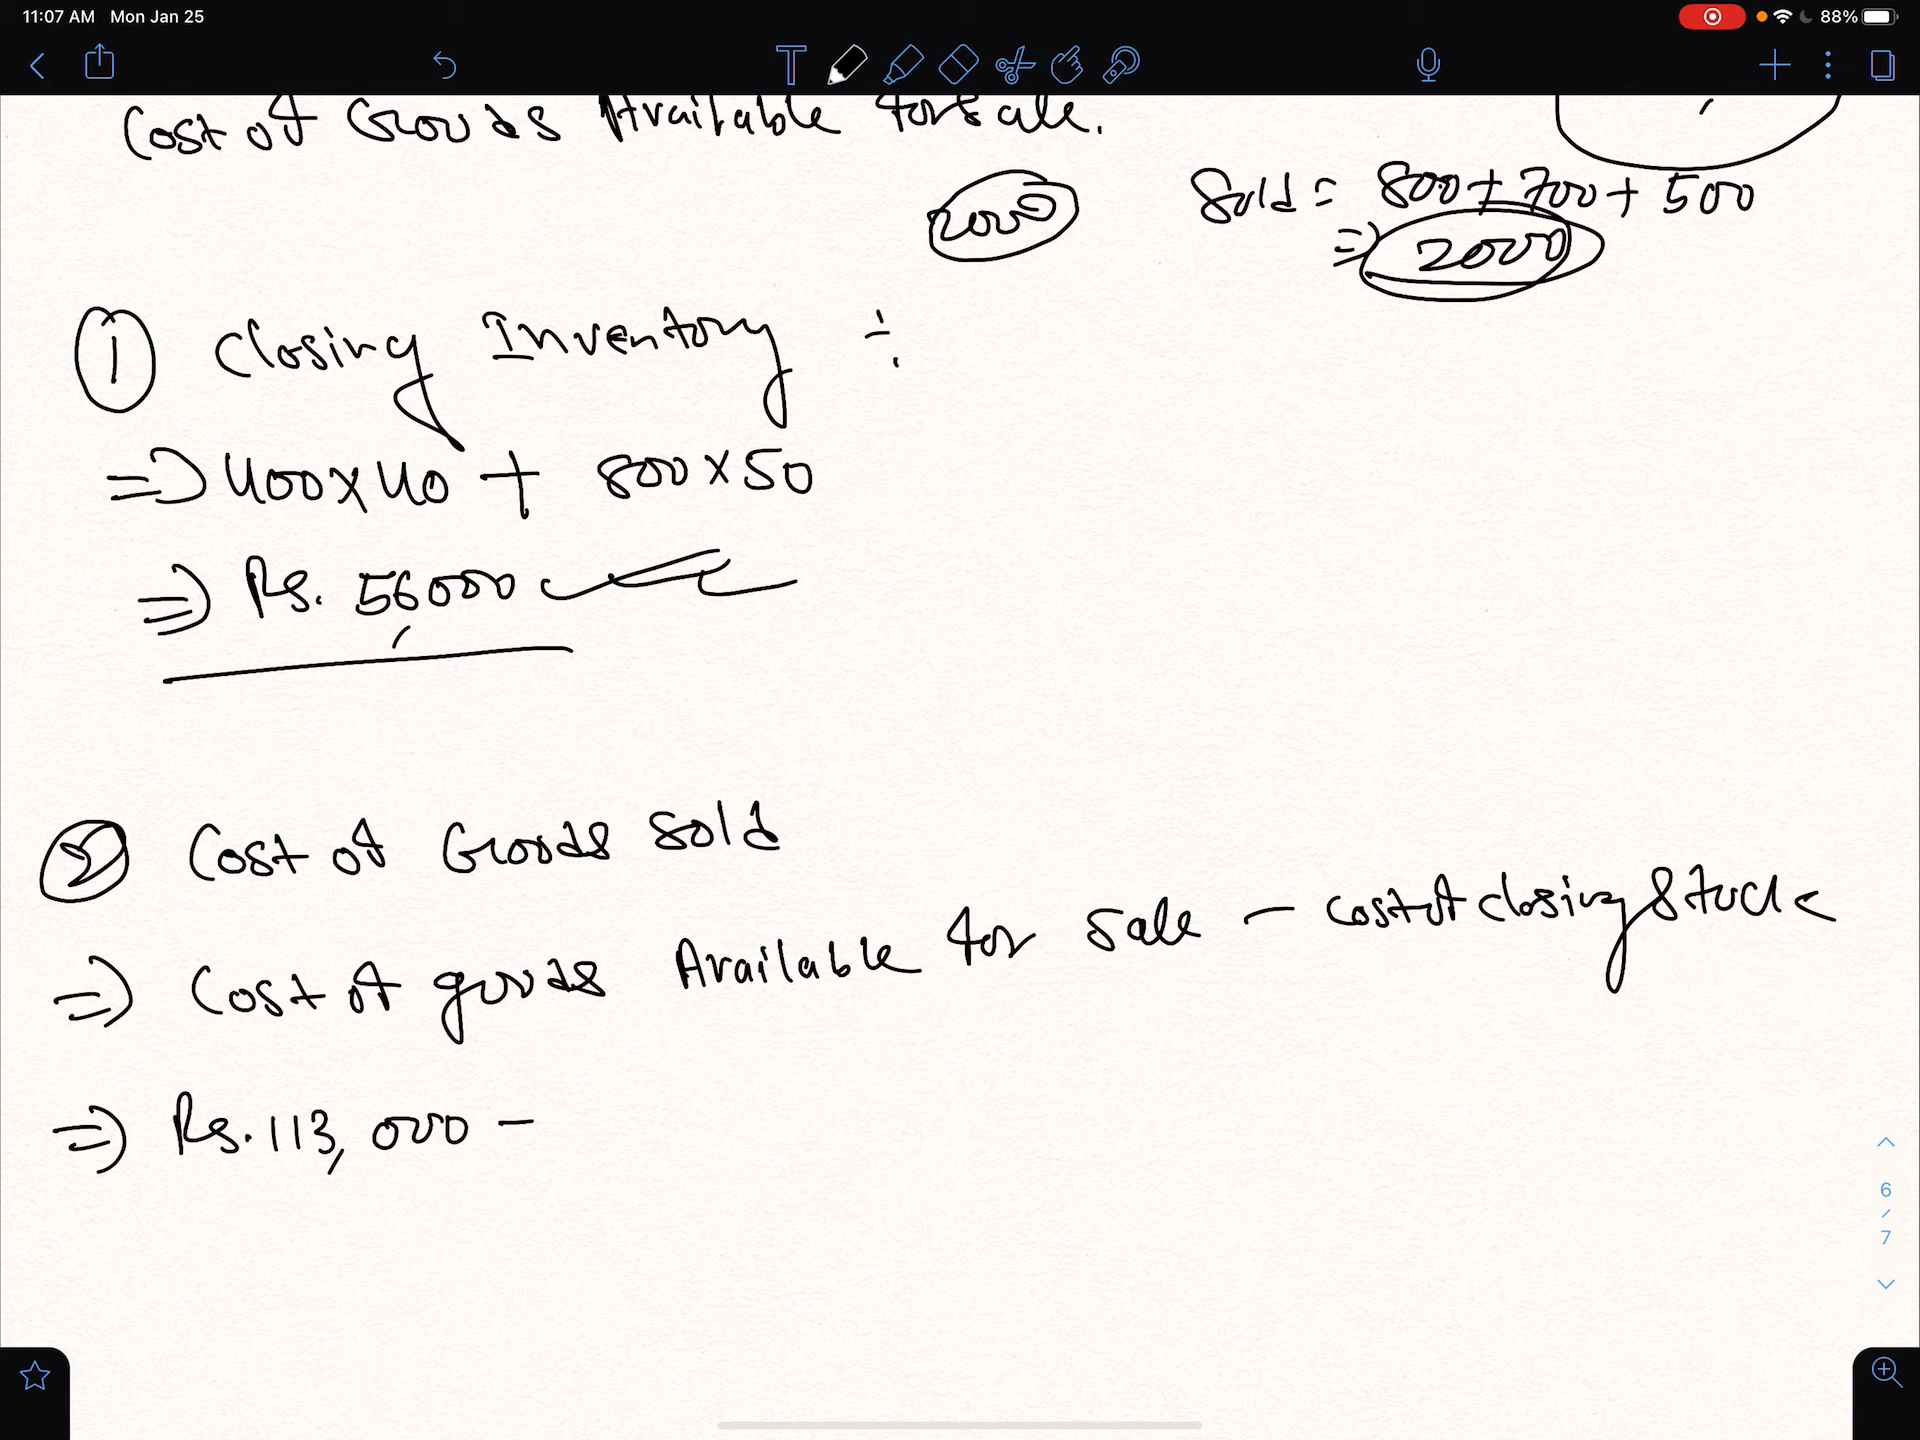 11:07 AM Mon Jan 25
88%
T
Cost of Goods Available for Sale.
Sold = 800 + 700 + 500
2000
=> 2000
1 Closing Inventory ÷
=> 400 x 40 + 800 x 50
=> Rs. 56,000
2 Cost of Goods Sold
=> Cost of goods Available for Sale - cost of closing Stock
=> Rs. 113,000 -
6
/
7